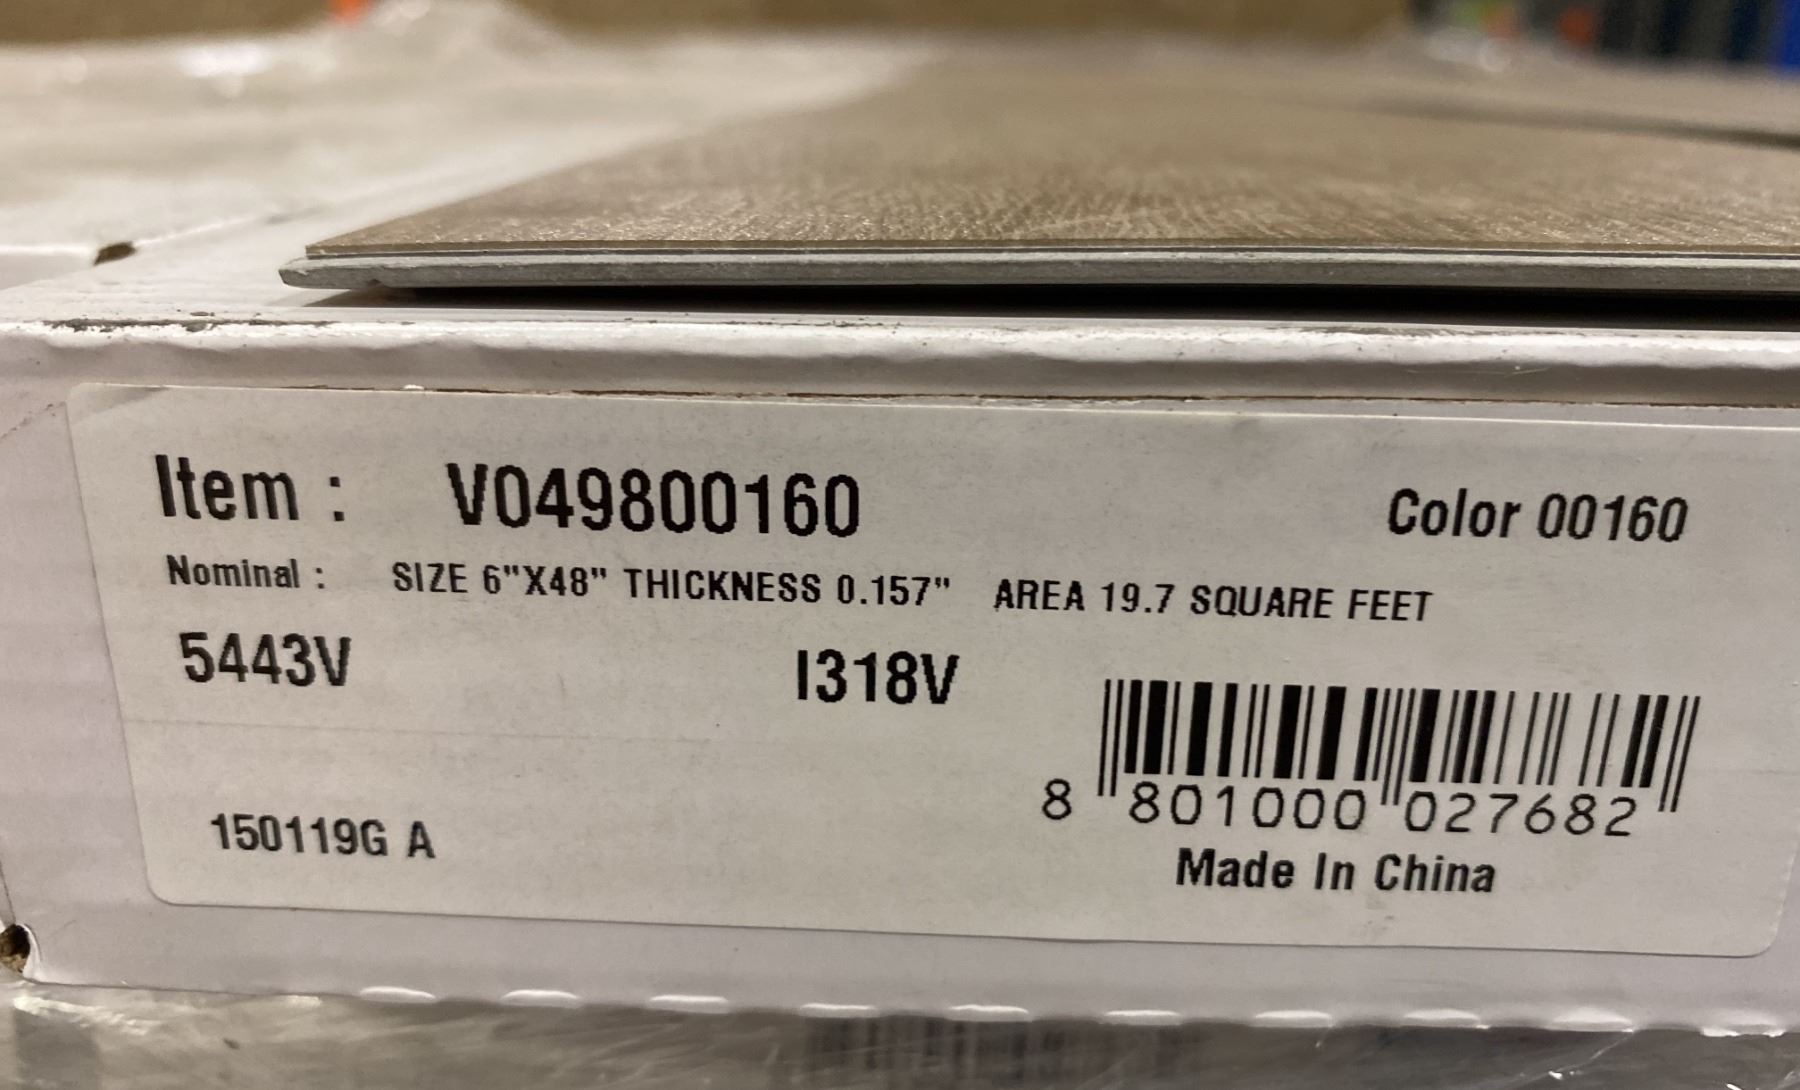 Item : V049800160 Color 00160
Nominal : SIZE 6"X48" THICKNESS 0.157" AREA 19.7 SQUARE FEET
5443V I318V
8 801000 027682
150119G A
Made In China